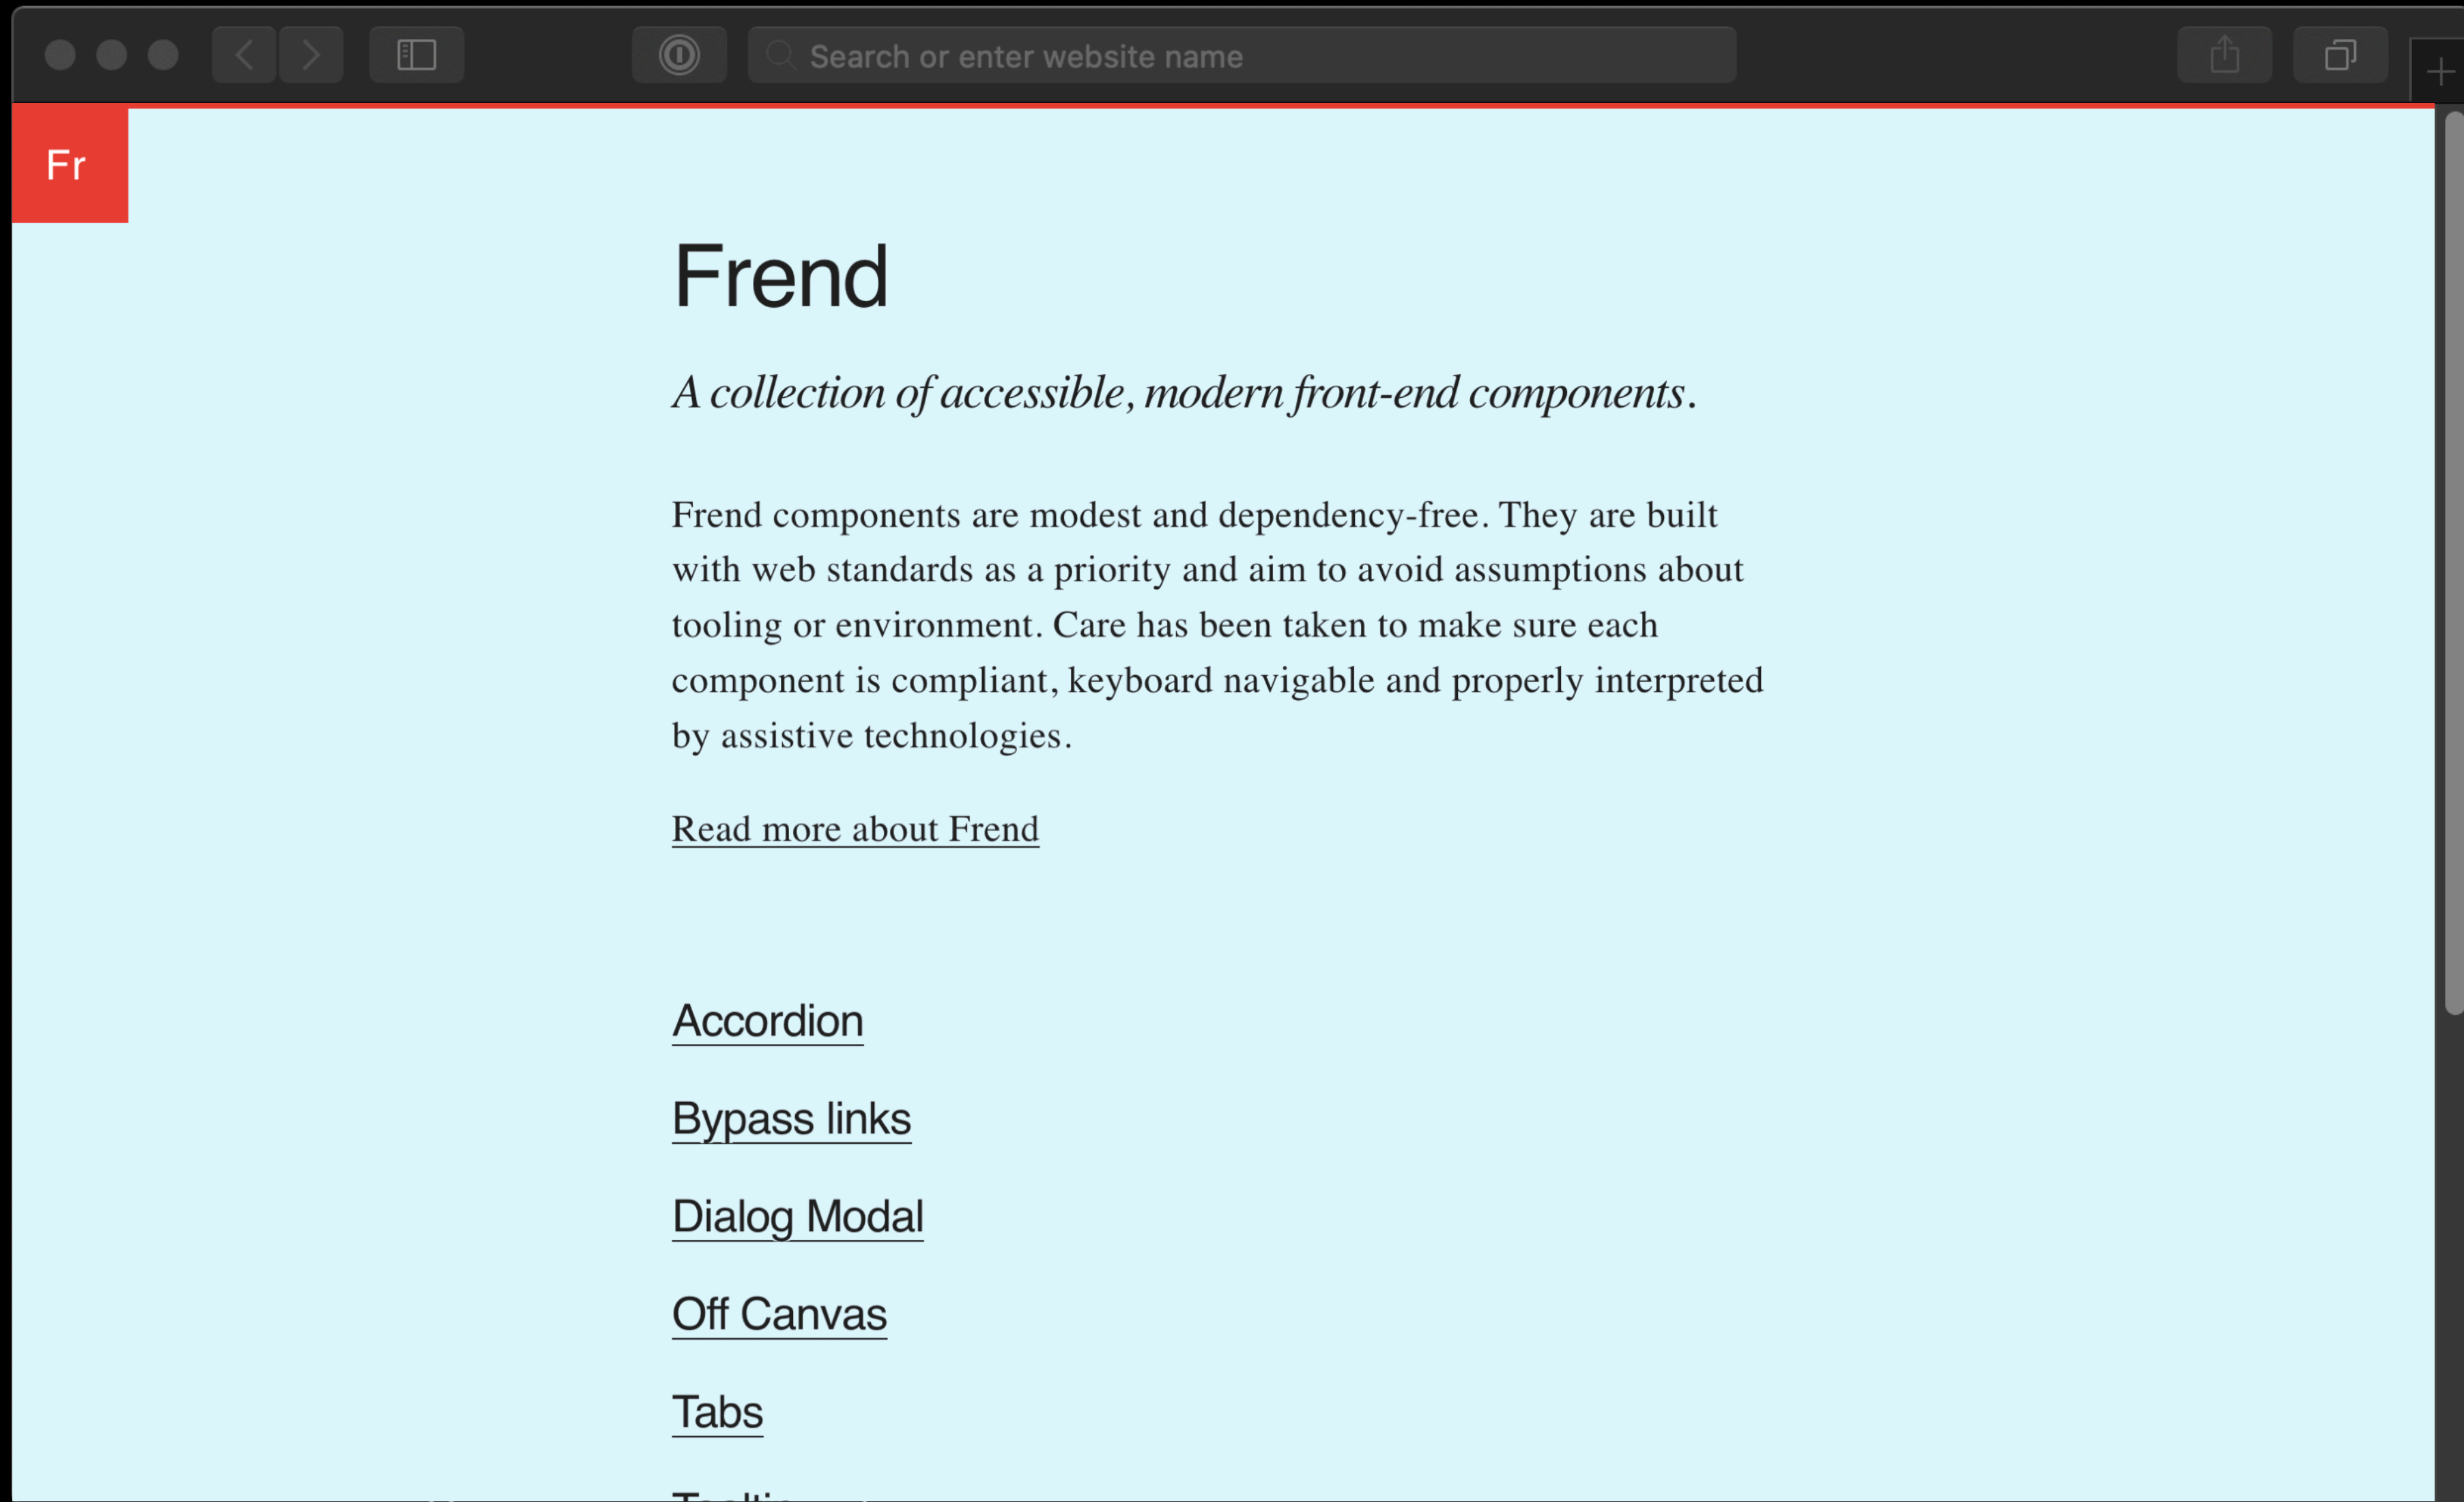 Search or enter website name
Fr
Frend
A collection of accessible, modern front-end components.
Frend components are modest and dependency-free. They are built
with web standards as a priority and aim to avoid assumptions about
tooling or environment. Care has been taken to make sure each
component is compliant, keyboard navigable and properly interpreted
by assistive technologies.
Read more about Frend
Accordion
Bypass links
Dialog Modal
Off Canvas
Tabs